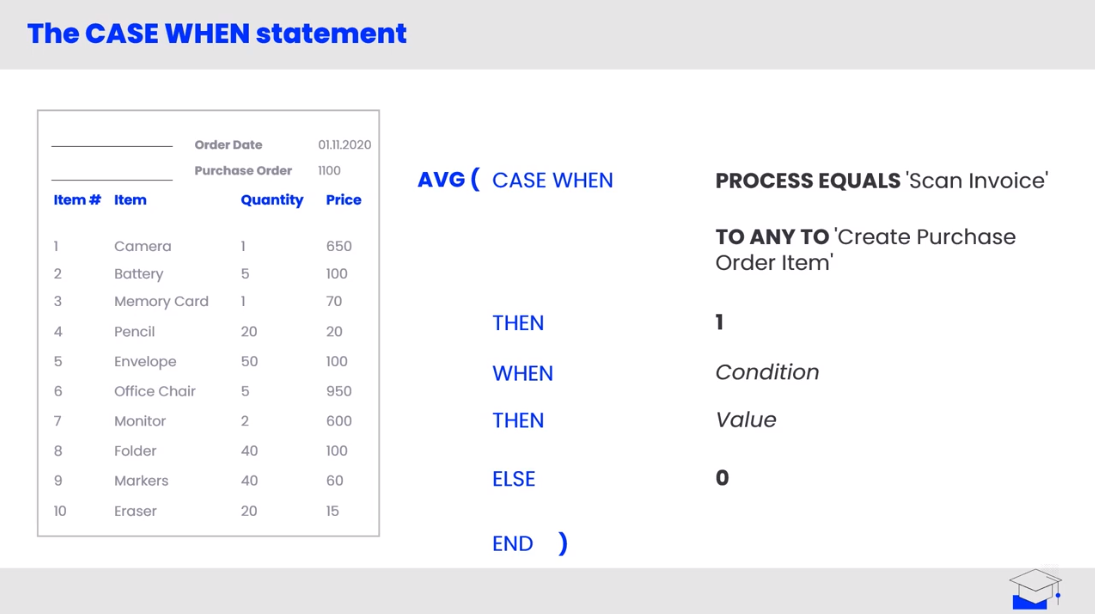 The CASE WHEN statement
Order Date 01.11.2020
Purchase Order 1100
Item # Item Quantity Price
1 Camera 1 650
2 Battery 5 100
3 Memory Card 1 70
4 Pencil 20 20
5 Envelope 50 100
6 Office Chair 5 950
7 Monitor 2 600
8 Folder 40 100
9 Markers 40 60
10 Eraser 20 15
AVG ( CASE WHEN PROCESS EQUALS 'Scan Invoice'
TO ANY TO 'Create Purchase
Order Item'
THEN 1
WHEN Condition
THEN Value
ELSE 0
END )